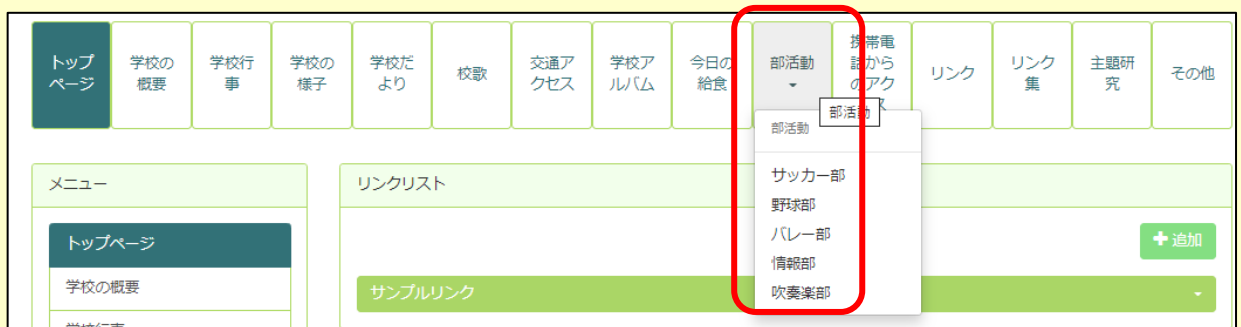 トップ
ページ
学校の
概要
学校行
事
学校の
様子
学校だ
より
校歌
交通ア
クセス
学校ア
ルバム
今日の
給食
部活動
携帯電
話から
のアク
ス
リンク
リンク
集
主題研
究
その他
部活動
部活動
メニュー
リンクリスト
サッカー部
野球部
バレー部
情報部
吹奏楽部
トップページ
追加
学校の概要
サンプルリンク
学校行事